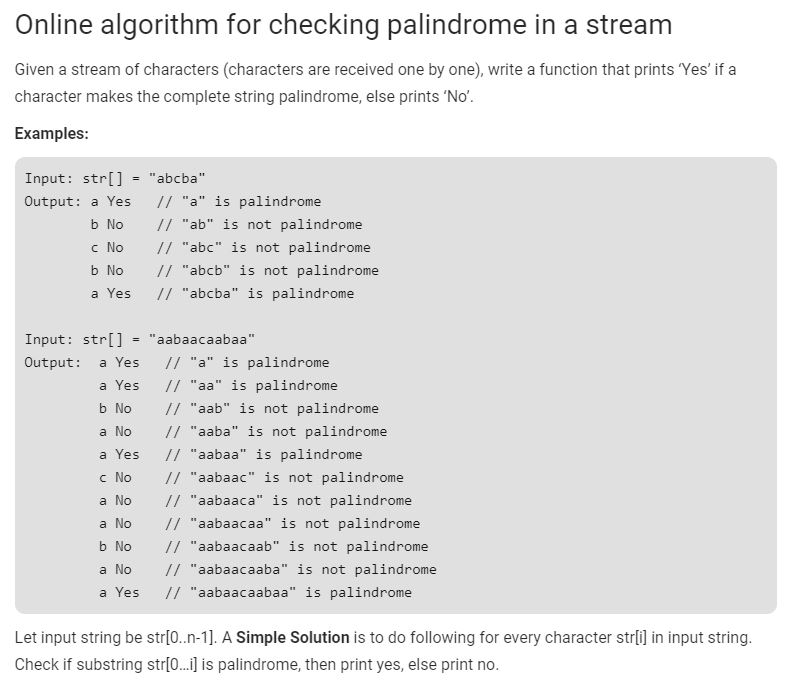 Online algorithm for checking palindrome in a stream
Given a stream of characters (characters are received one by one), write a function that prints ‘Yes’ if a
character makes the complete string palindrome, else prints ‘No’.
Examples:
Input: str[] = "abcba"
Output: a Yes   // "a" is palindrome
        b No    // "ab" is not palindrome
        c No    // "abc" is not palindrome
        b No    // "abcb" is not palindrome
        a Yes   // "abcba" is palindrome
Input: str[] = "aabaacaabaa"
Output:  a Yes   // "a" is palindrome
         a Yes   // "aa" is palindrome
         b No    // "aab" is not palindrome
         a No    // "aaba" is not palindrome
         a Yes   // "aabaa" is palindrome
         c No    // "aabaac" is not palindrome
         a No    // "aabaaca" is not palindrome
         a No    // "aabaacaa" is not palindrome
         b No    // "aabaacaab" is not palindrome
         a No    // "aabaacaaba" is not palindrome
         a Yes   // "aabaacaabaa" is palindrome
Let input string be str[0..n-1]. A Simple Solution is to do following for every character str[i] in input string.
Check if substring str[0…i] is palindrome, then print yes, else print no.